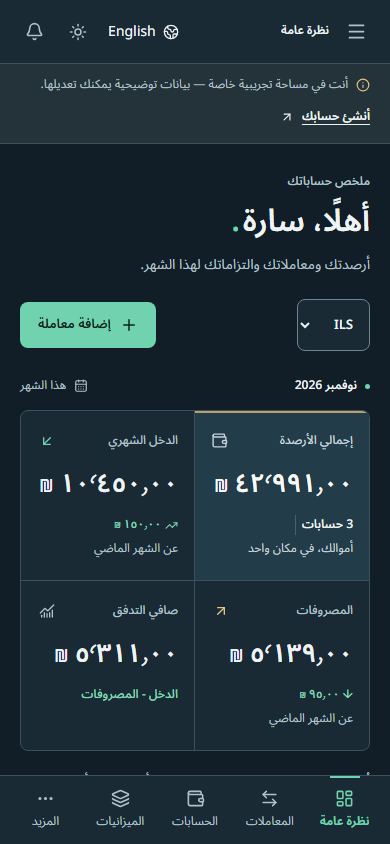 نظرة عامة
English
أنت في مساحة تجريبية خاصة — بيانات توضيحية يمكنك تعديلها.
أنشئ حسابك
ملخص حساباتك
أهلًا، سارة.
أرصدتك ومعاملاتك والتزاماتك لهذا الشهر.
ILS
إضافة معاملة
نوفمبر 2026
هذا الشهر
إجمالي الأرصدة
٤٢٬٩٩١٫٠٠ ₪
3 حسابات
أموالك، في مكان واحد
الدخل الشهري
١٠٬٤٥٠٫٠٠ ₪
١٥٠٫٠٠ ₪
عن الشهر الماضي
المصروفات
٥٬١٣٩٫٠٠ ₪
٩٥٫٠٠ ₪
عن الشهر الماضي
صافي التدفق
٥٬٣١١٫٠٠ ₪
الدخل - المصروفات
نظرة عامة
المعاملات
الحسابات
الميزانيات
المزيد